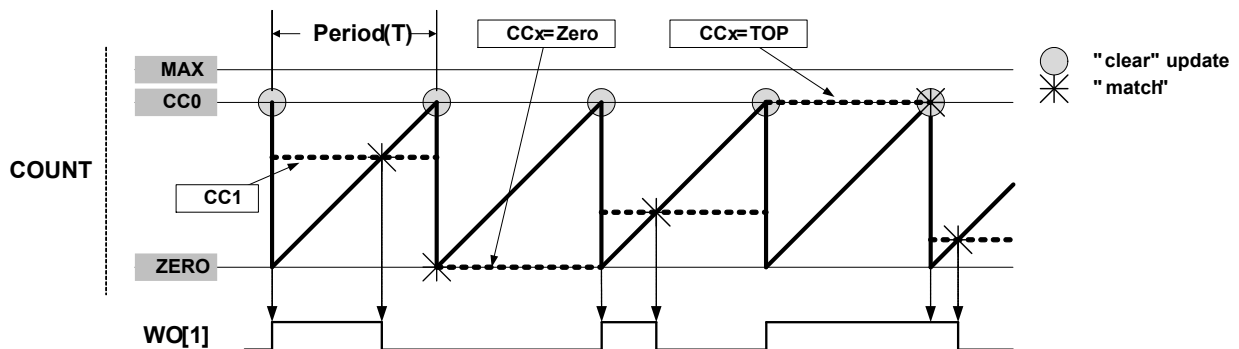 Period(T)
CCx=Zero
CCx=TOP
"clear" update
"match"
MAX
CC0
COUNT
CC1
ZERO
WO[1]